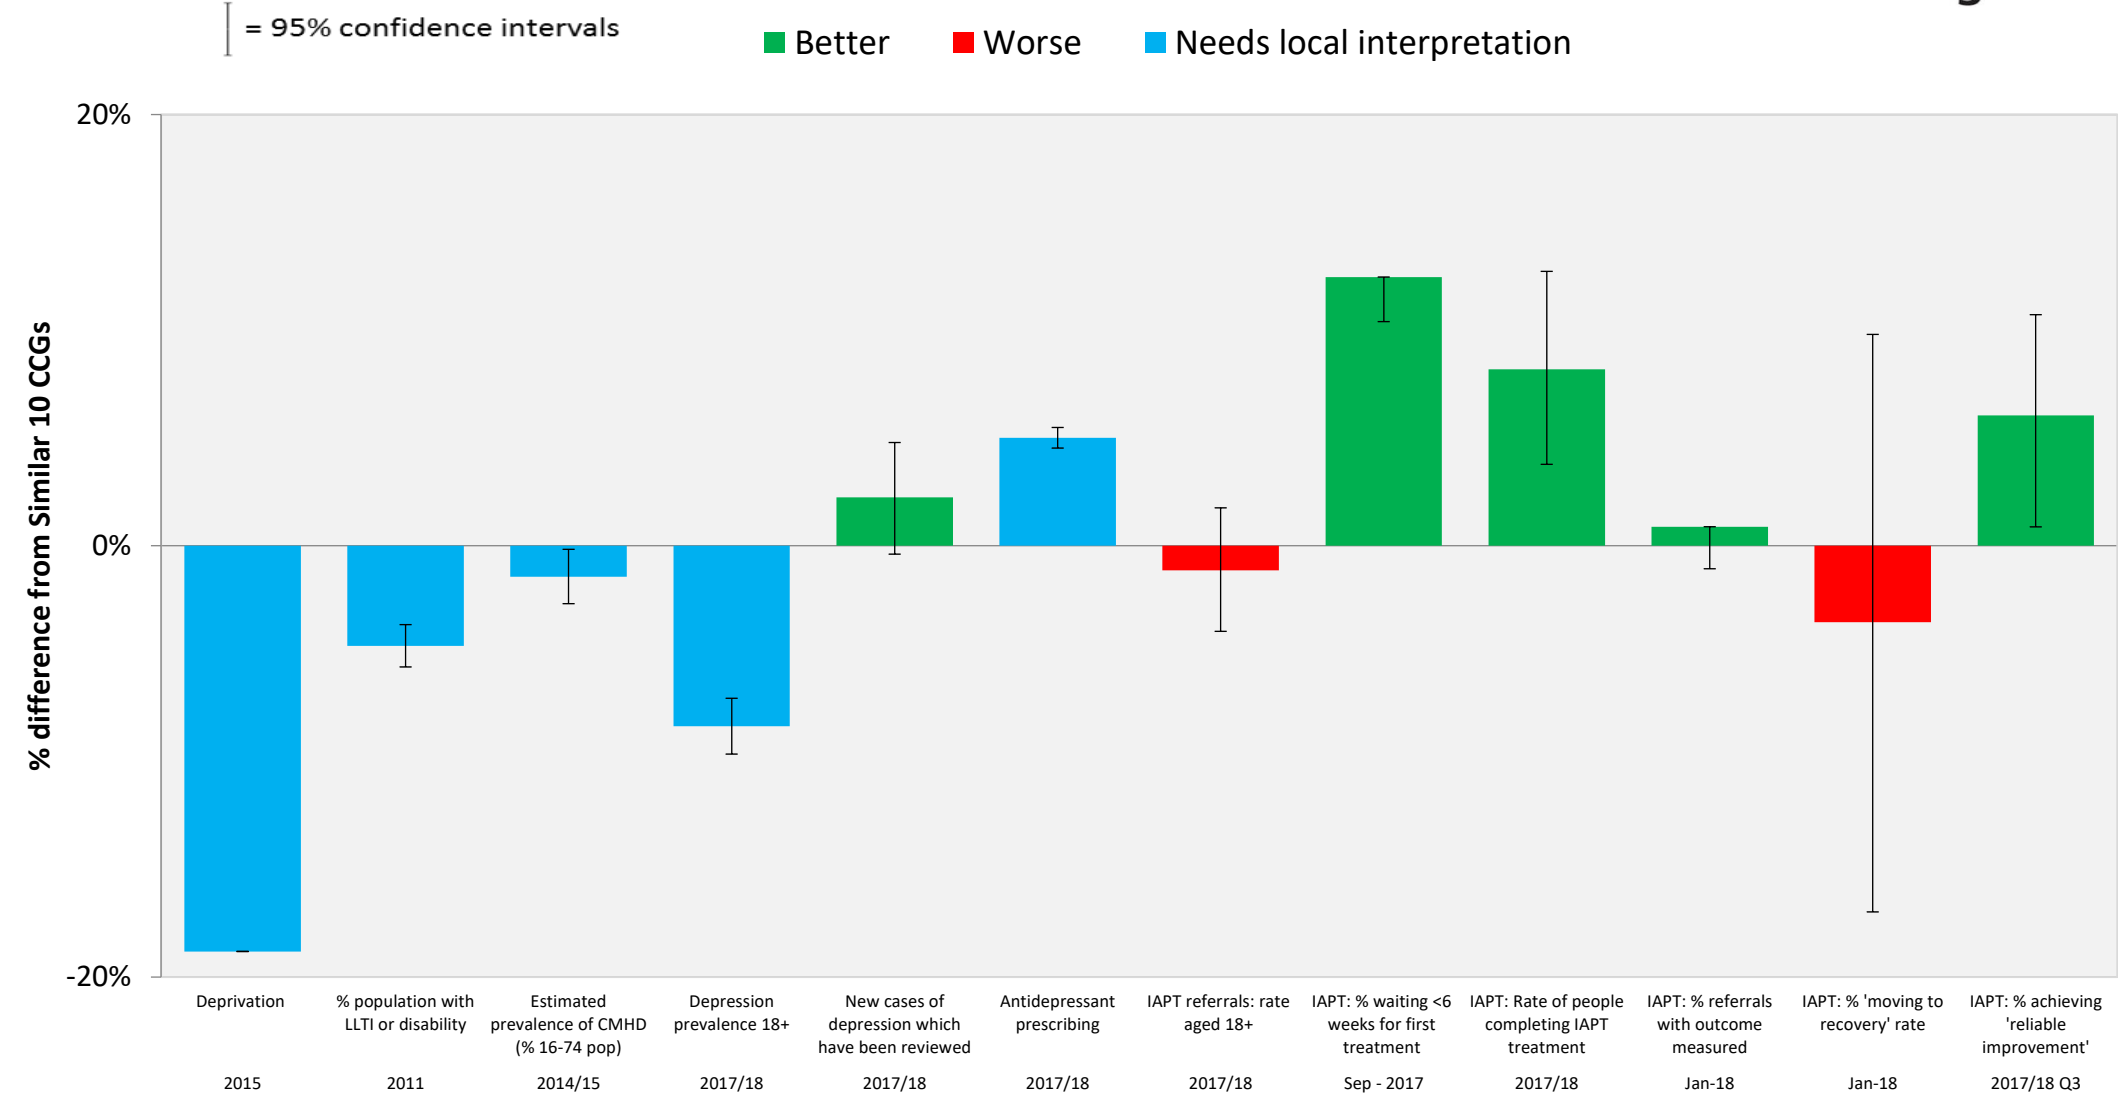 = 95% confidence intervals
Better
Worse
Needs local interpretation
20%
0%
-20%
% difference from Similar 10 CCGs
Deprivation
2015
% population with
LLTI or disability
2011
Estimated
prevalence of CMHD
(% 16-74 pop)
2014/15
Depression
prevalence 18+
2017/18
New cases of
depression which
have been reviewed
2017/18
Antidepressant
prescribing
2017/18
IAPT referrals: rate
aged 18+
2017/18
IAPT: % waiting <6
weeks for first
treatment
Sep - 2017
IAPT: Rate of people
completing IAPT
treatment
2017/18
IAPT: % referrals
with outcome
measured
Jan-18
IAPT: % 'moving to
recovery' rate
Jan-18
IAPT: % achieving
'reliable
improvement'
2017/18 Q3